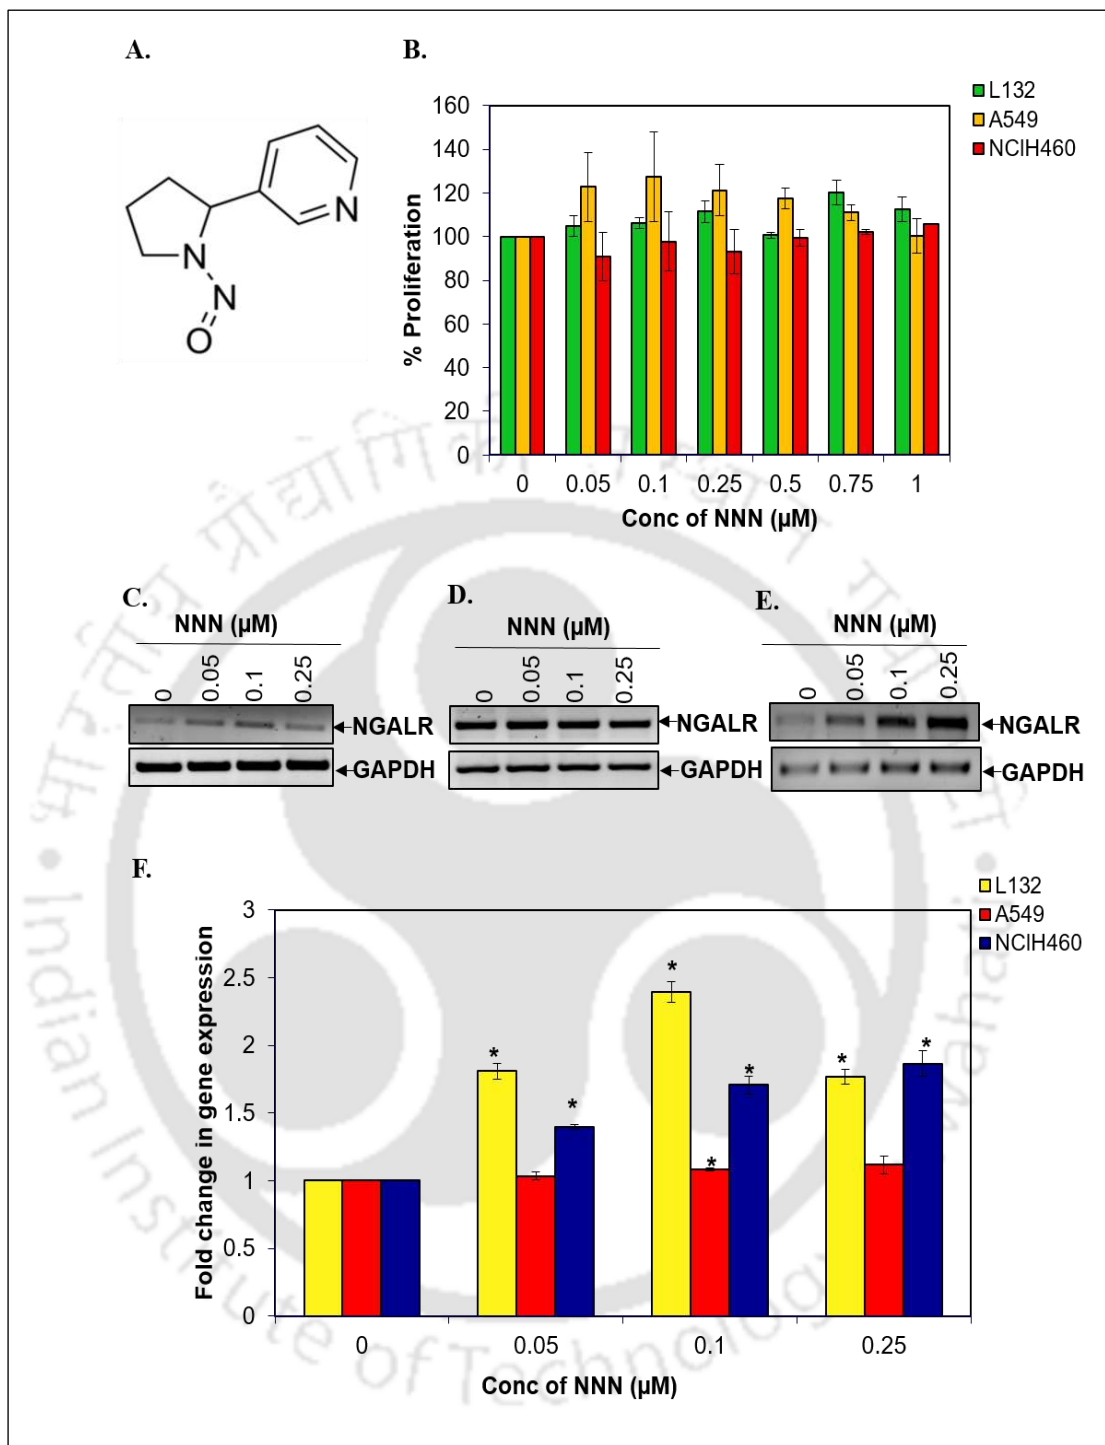 A.
N
N
N
O
B.
L132
A549
NCIH460
160
140
120
100
80
60
40
20
0
% Proliferation
0 0.05 0.1 0.25 0.5 0.75 1
Conc of NNN (µM)
C.
NNN (µM)
0 0.05 0.1 0.25
NGALR
GAPDH
D.
NNN (µM)
0 0.05 0.1 0.25
NGALR
GAPDH
E.
NNN (µM)
0 0.05 0.1 0.25
NGALR
GAPDH
F.
L132
A549
NCIH460
3
2.5
2
1.5
1
0.5
0
Fold change in gene expression
* * * * * * *
0 0.05 0.1 0.25
Conc of NNN (µM)
Indian Institute of Technology